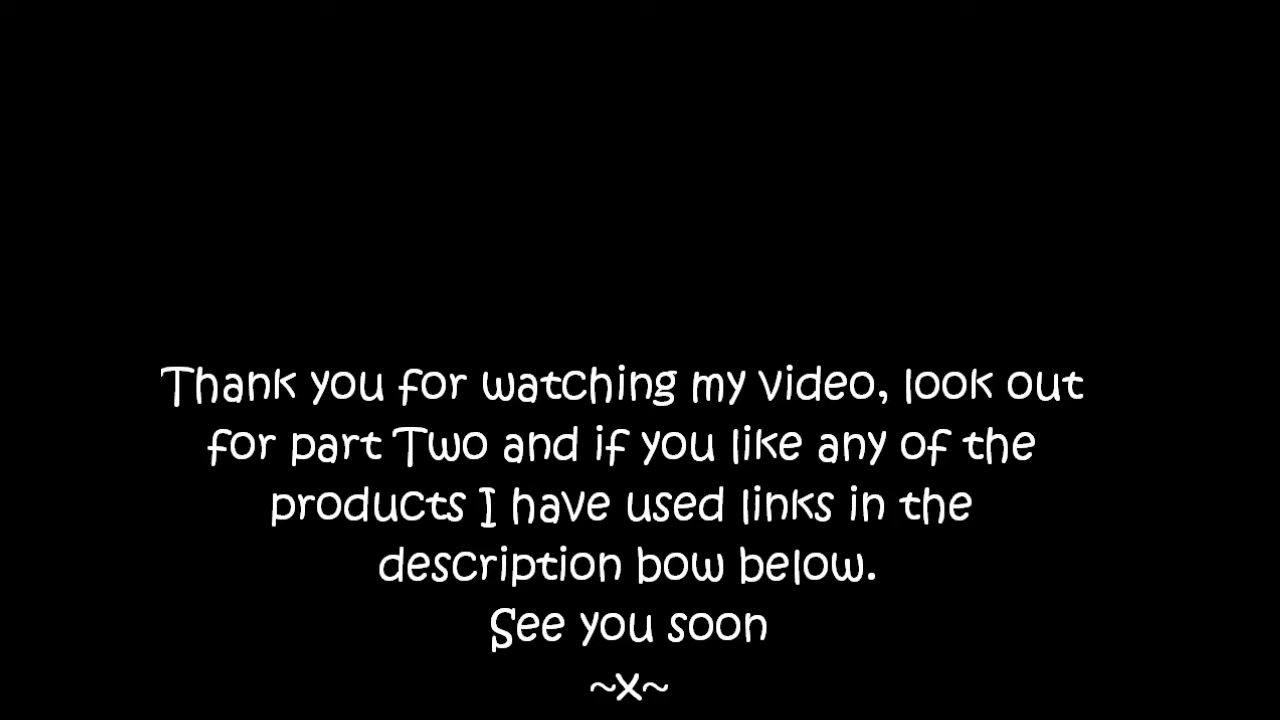 Thank you for watching my video, look out
for part Two and if you like any of the
products I have used links in the
description bow below.
See you soon
~x~